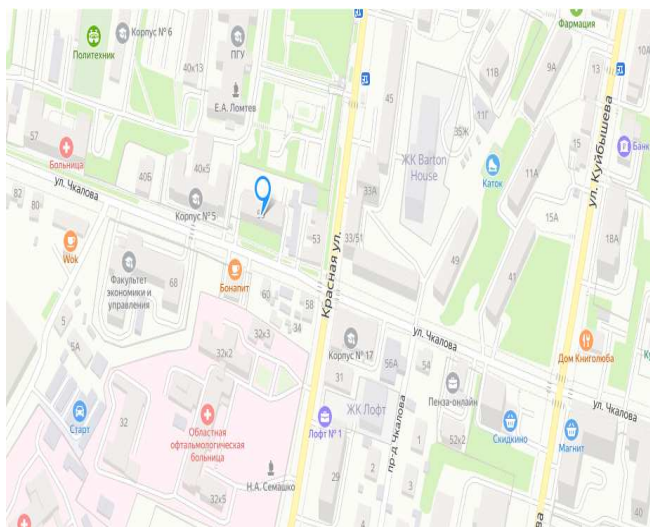 Фармация
Корпус № 6
Политехник
ПГУ
40к13
Е.А. Ломтев
45
11В
9А
13
10А
11Г
35Ж
15
Банк
57
Больница
ул. Чкалова
40Б
40к5
Корпус № 5
ЖК Barton
House
Каток
11А
ул. Куйбышева
82
80
33А
15А
18А
53
33/51
Wok
Факультет
экономики и
управления
68
Бонапит
60
58
34
Красная ул.
49
41
5
5А
32к3
32к2
Корпус № 17
31
56А
54
ул. Чкалова
Дом Книголюба
Старт
32
Областная
офтальмологическая
больница
Лофт № 1
ЖК Лофт
пр-д Чкалова
Пенза-онлайн
ул. Чкалова
1
52к2
Скидкино
Магнит
Н.А. Семашко
32к5
29
2
3
4
38
40